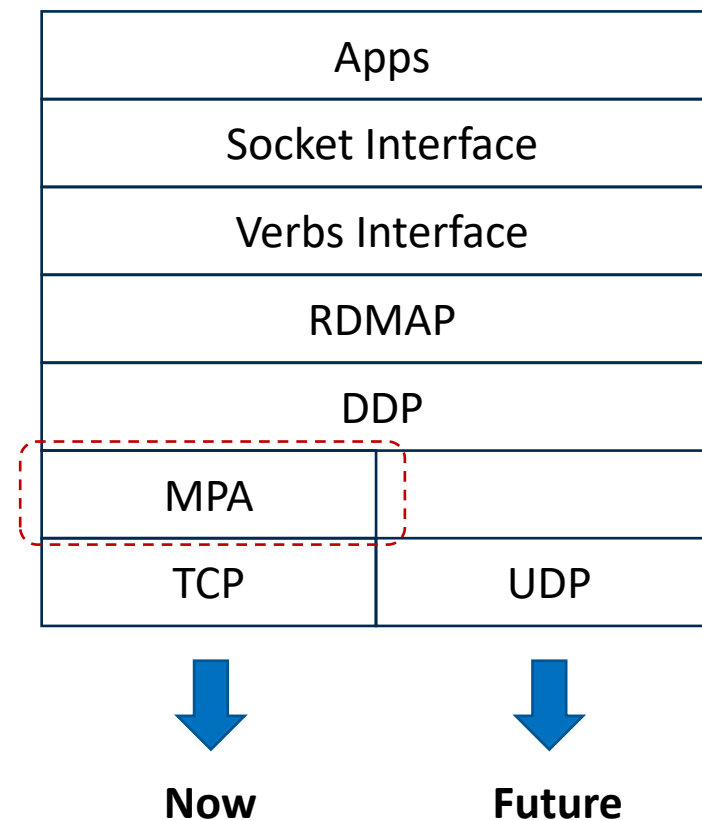 Apps
Socket Interface
Verbs Interface
RDMAP
DDP
MPA
TCP UDP
Now Future